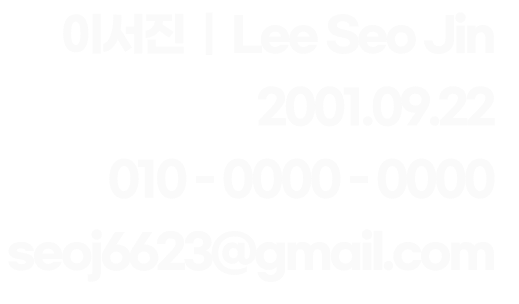 이서진 | Lee Seo Jin
2001.09.22
010 - 0000 - 0000
seoj6623@gmail.com